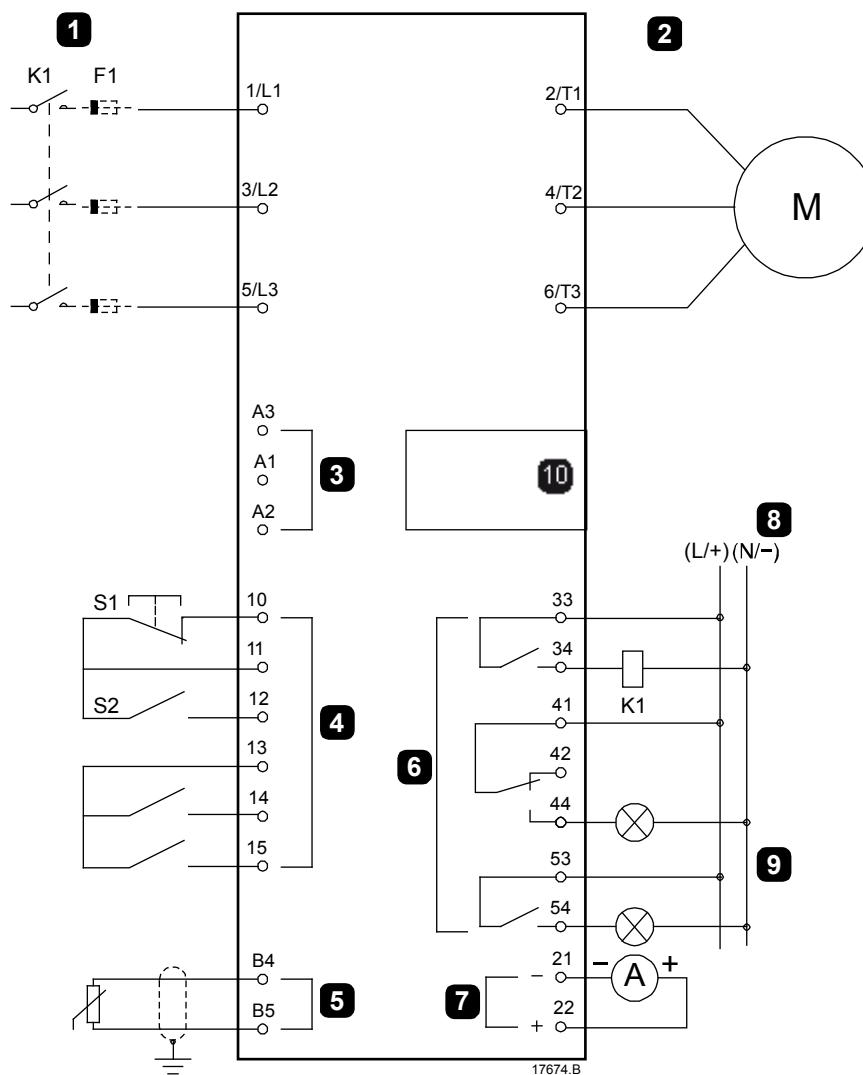 1
2
K1 F1
1/L1
2/T1
3/L2
4/T2
M
5/L3
6/T3
A3
A1
A2
3
10
8
(L/+) (N/−)
S1
10
11
S2
12
13
14
15
4
33
34
K1
41
42
44
53
54
6
9
B4
B5
5
21
22
7
−
+
− A +
17674.B